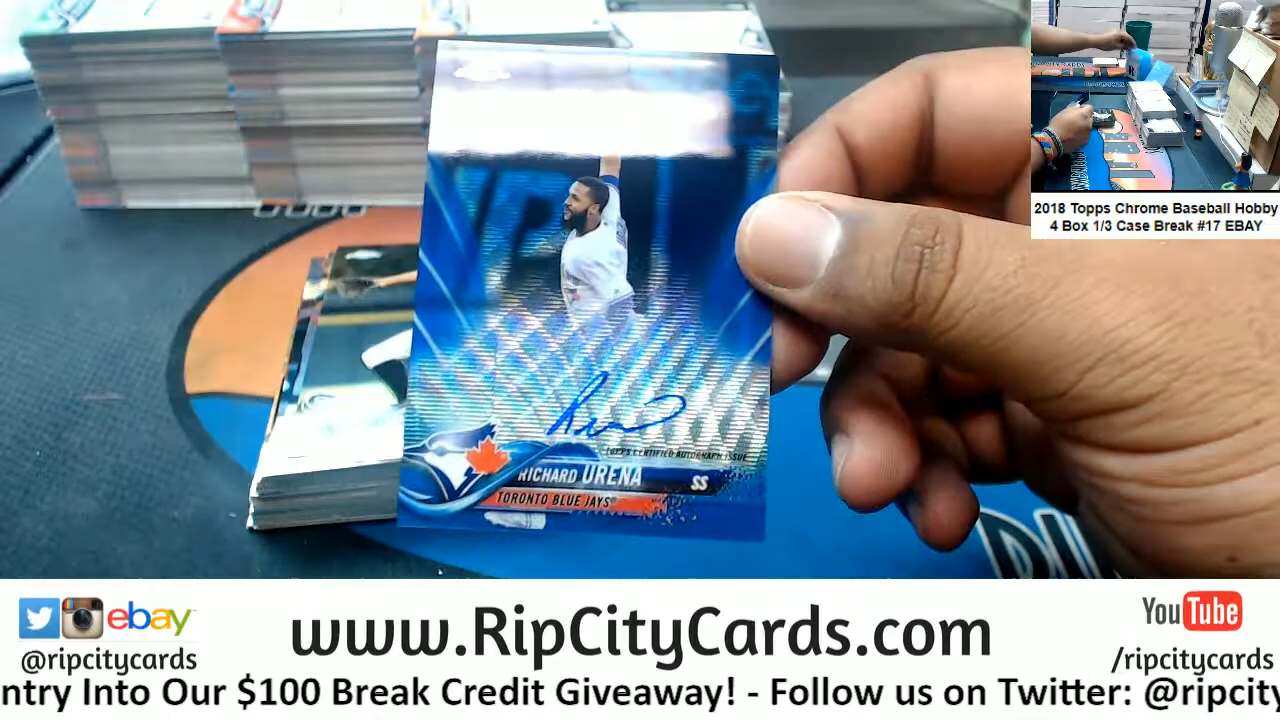 2018 Topps Chrome Baseball Hobby
4 Box 1/3 Case Break #17 EBAY
TOPPS CERTIFIED AUTOGRAPH ISSUE
RICHARD URENA SS
TORONTO BLUE JAYS
ebay
@ripcitycards
www.RipCityCards.com
YouTube
/ripcitycards
ntry Into Our $100 Break Credit Giveaway! - Follow us on Twitter: @ripcity